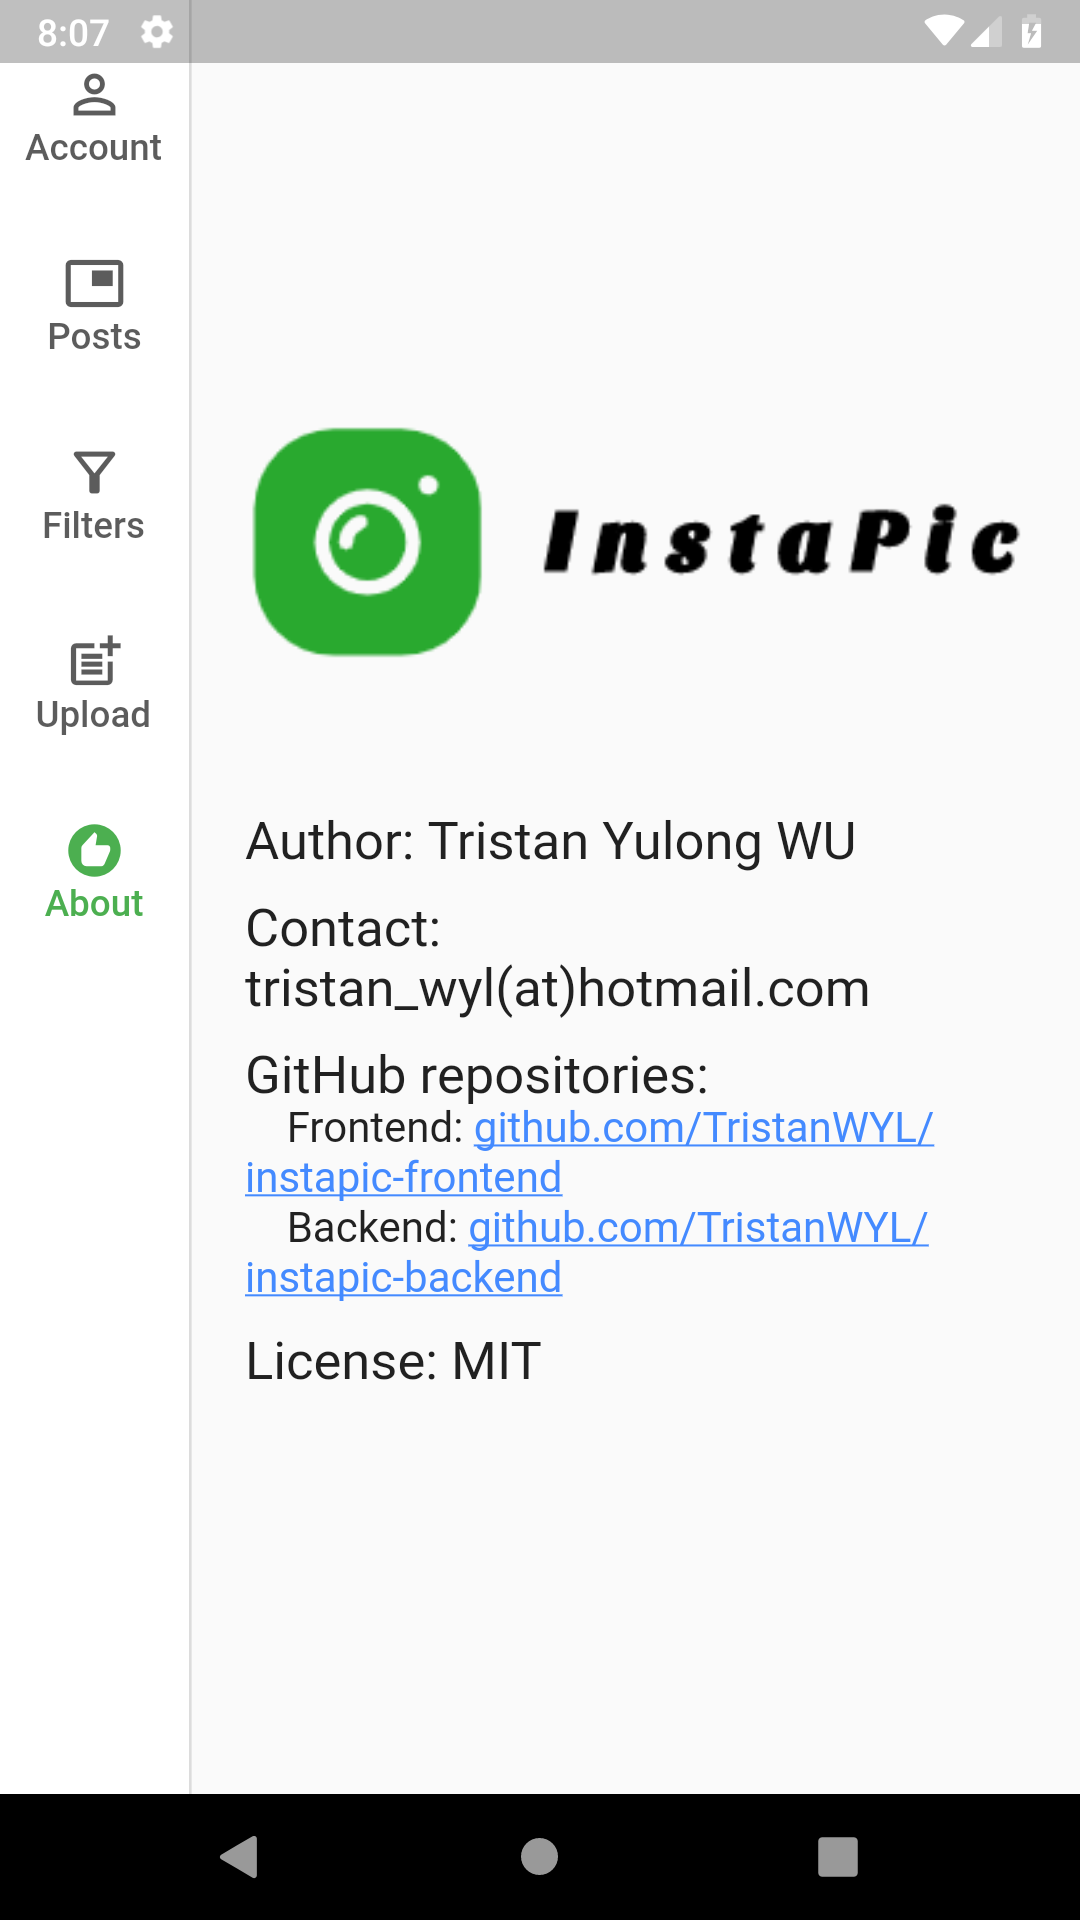 8:07
Account
Posts
Filters
Upload
About
InstaPic
Author: Tristan Yulong WU
Contact:
tristan_wyl(at)hotmail.com
GitHub repositories:
Frontend: github.com/TristanWYL/
instapic-frontend
Backend: github.com/TristanWYL/
instapic-backend
License: MIT